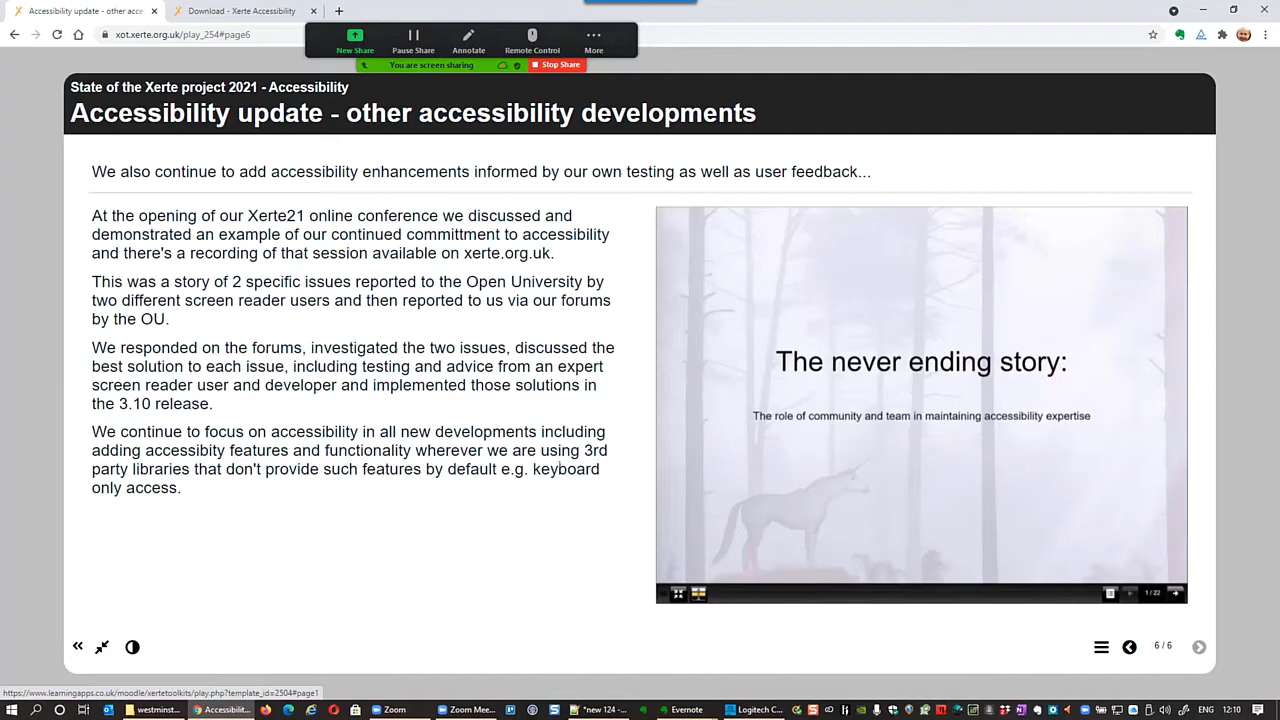 Accessibility update - other acce
Download - Xerte Accessibility
xot.xerte.org.uk/play_254#page6
New Share
Pause Share
Annotate
Remote Control
More
You are screen sharing
Stop Share
State of the Xerte project 2021 - Accessibility
Accessibility update - other accessibility developments
We also continue to add accessibility enhancements informed by our own testing as well as user feedback...
At the opening of our Xerte21 online conference we discussed and
demonstrated an example of our continued committment to accessibility
and there's a recording of that session available on xerte.org.uk.
This was a story of 2 specific issues reported to the Open University by
two different screen reader users and then reported to us via our forums
by the OU.
We responded on the forums, investigated the two issues, discussed the
best solution to each issue, including testing and advice from an expert
screen reader user and developer and implemented those solutions in
the 3.10 release.
We continue to focus on accessibility in all new developments including
adding accessibity features and functionality wherever we are using 3rd
party libraries that don't provide such features by default e.g. keyboard
only access.
The never ending story:
The role of community and team in maintaining accessibility expertise
1 / 22
6 / 6
https://www.learningapps.co.uk/moodle/xertetoolkits/play.php?template_id=2504#page1
westminst...
Accessibil...
Zoom
Zoom Mee...
*new 124 -...
Evernote
Logitech C...
12:10